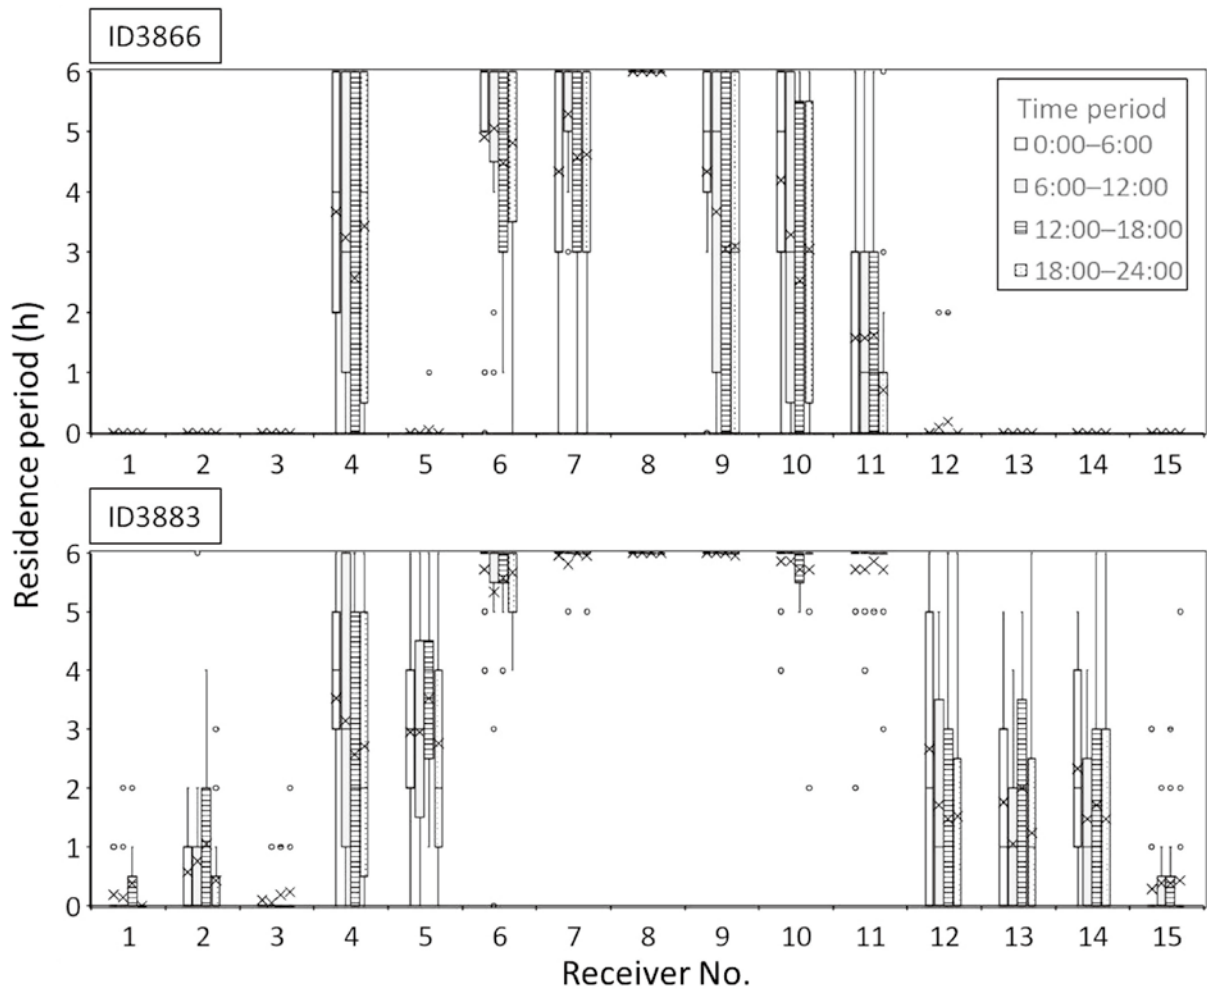 ID3866
6
5
4
3
2
1
0
Time period
0:00–6:00
6:00–12:00
12:00–18:00
18:00–24:00
1 2 3 4 5 6 7 8 9 10 11 12 13 14 15
Residence period (h)
ID3883
6
5
4
3
2
1
0
1 2 3 4 5 6 7 8 9 10 11 12 13 14 15
Receiver No.